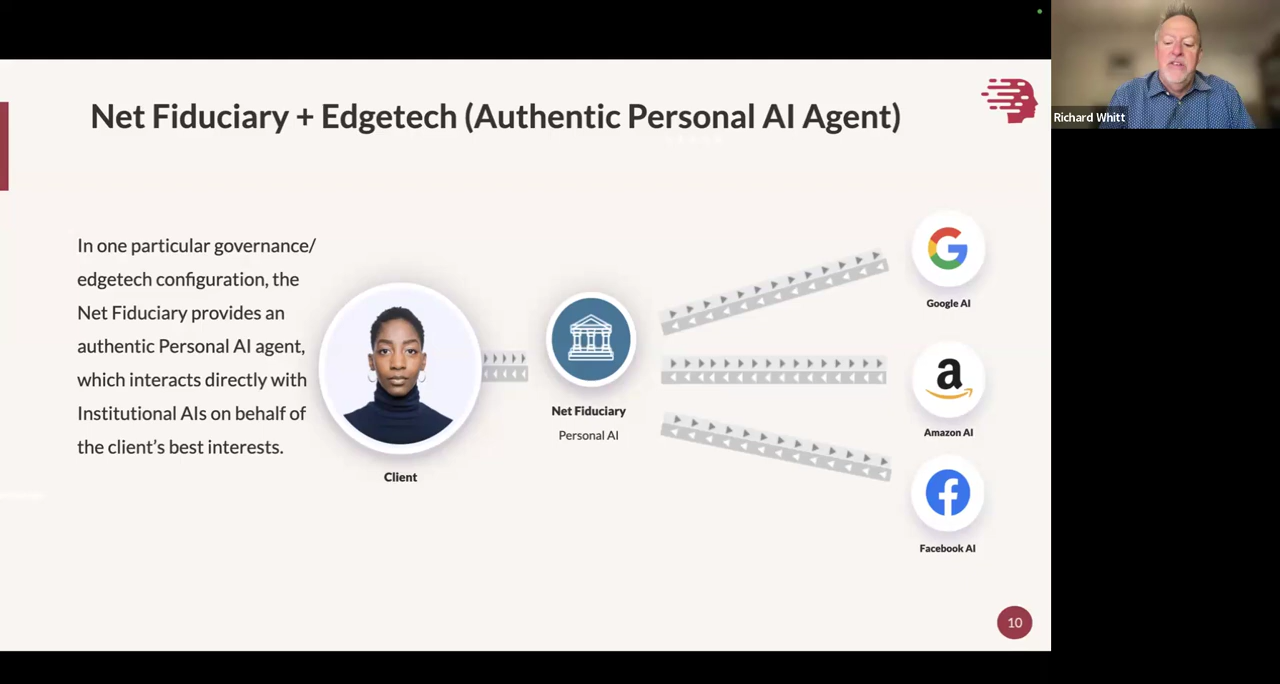 Net Fiduciary + Edgetech (Authentic Personal AI Agent)
Richard Whitt
In one particular governance/
edgetech configuration, the
Net Fiduciary provides an
authentic Personal AI agent,
which interacts directly with
Institutional AIs on behalf of
the client’s best interests.
Client
Net Fiduciary
Personal AI
Google AI
a
Amazon AI
Facebook AI
10